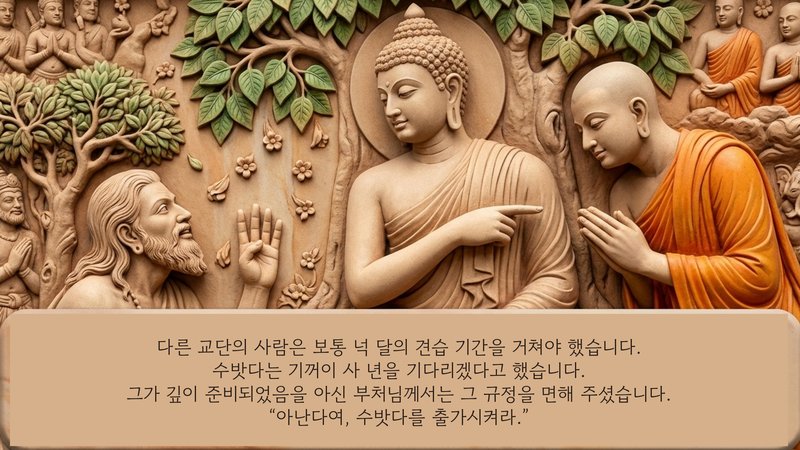 다른 교단의 사람은 보통 넉 달의 견습 기간을 거쳐야 했습니다.
수밧다는 기꺼이 사 년을 기다리겠다고 했습니다.
그가 깊이 준비되었음을 아신 부처님께서는 그 규정을 면해 주셨습니다.
“아난다여, 수밧다를 출가시켜라.”